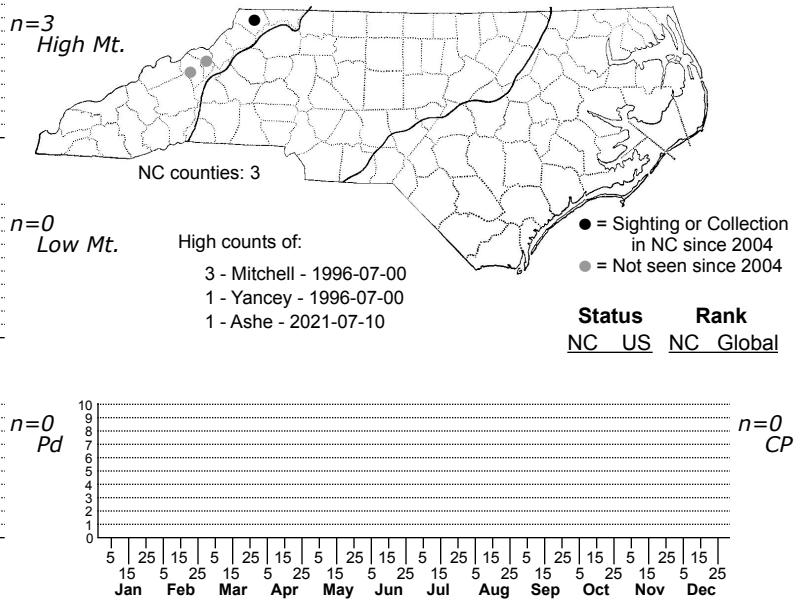 n=3
High Mt.
NC counties: 3
n=0
Low Mt.
High counts of:
3 - Mitchell - 1996-07-00
1 - Yancey - 1996-07-00
1 - Ashe - 2021-07-10
= Sighting or Collection
in NC since 2004
= Not seen since 2004
Status Rank
NC US NC Global
n=0
Pd
10
9
8
7
6
5
4
3
2
1
0
n=0
CP
5 25 15 5 25 15 5 25 15 5 25 15 5 25 15 5 25 15
15 5 25 15 5 25 15 5 25 15 5 25 15 5 25 15 5 25
Jan Feb Mar Apr May Jun Jul Aug Sep Oct Nov Dec